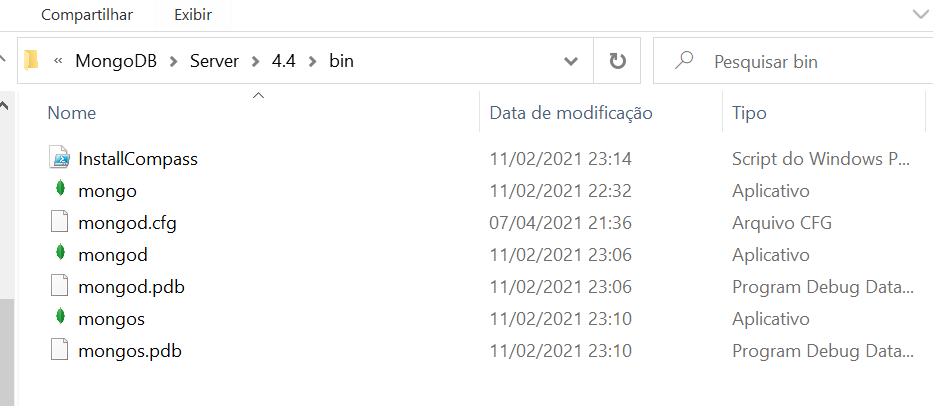 Compartilhar Exibir
« MongoDB > Server > 4.4 > bin Pesquisar bin
Nome Data de modificação Tipo
InstallCompass 11/02/2021 23:14 Script do Windows P...
mongo 11/02/2021 22:32 Aplicativo
mongod.cfg 07/04/2021 21:36 Arquivo CFG
mongod 11/02/2021 23:06 Aplicativo
mongod.pdb 11/02/2021 23:06 Program Debug Data...
mongos 11/02/2021 23:10 Aplicativo
mongos.pdb 11/02/2021 23:10 Program Debug Data...